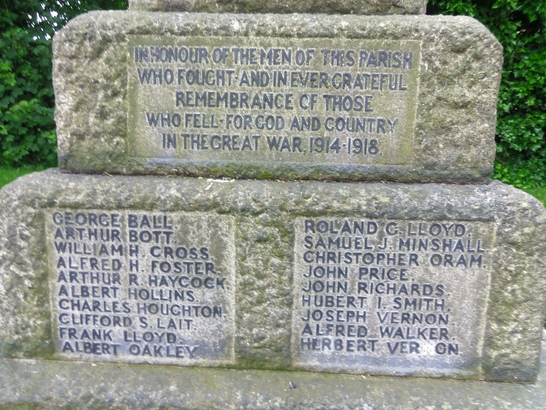 IN HONOUR OF THE MEN OF THIS PARISH
WHO FOUGHT AND IN EVER GRATEFUL
REMEMBRANCE OF THOSE
WHO FELL FOR GOD AND COUNTRY
IN THE GREAT WAR, 1914-1918.
GEORGE BALL.
ARTHUR BOTT.
WILLIAM H. CROSS.
ALFRED H. FOSTER.
ARTHUR R. HAYCOCK.
ALBERT HOLLINS.
CHARLES HOUGHTON.
CLIFFORD S. LAIT.
FRANK LLOYD.
ALBERT OAKLEY.
ROLAND G. LLOYD.
SAMUEL J. MINSHALL.
CHRISTOPHER ORAM.
JOHN PRICE.
JOHN RICHARDS.
HUBERT I. SMITH.
JOSEPH VERNON.
ALFRED WALKER.
HERBERT VER ON.